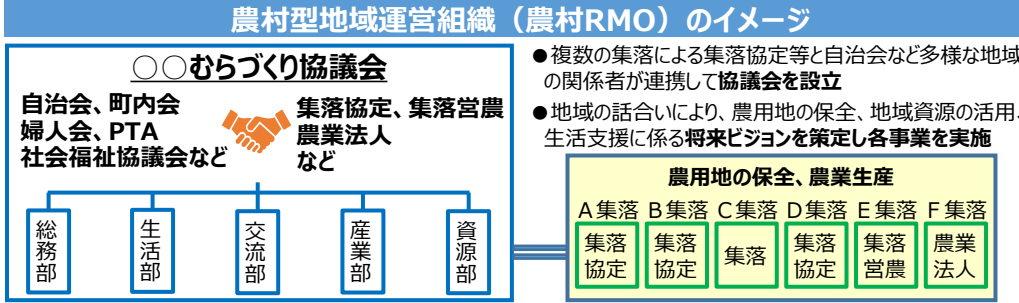 農村型地域運営組織（農村RMO）のイメージ
○○むらづくり協議会
自治会、町内会
婦人会、PTA
社会福祉協議会など
集落協定、集落営農
農業法人
など
総務部
生活部
交流部
産業部
資源部
●複数の集落による集落協定等と自治会など多様な地域
の関係者が連携して協議会を設立
●地域の話合いにより、農用地の保全、地域資源の活用、
生活支援に係る将来ビジョンを策定し各事業を実施
農用地の保全、農業生産
A集落 B集落 C集落 D集落 E集落 F集落
集落
協定
集落
協定
集落
集落
協定
集落
営農
農業
法人